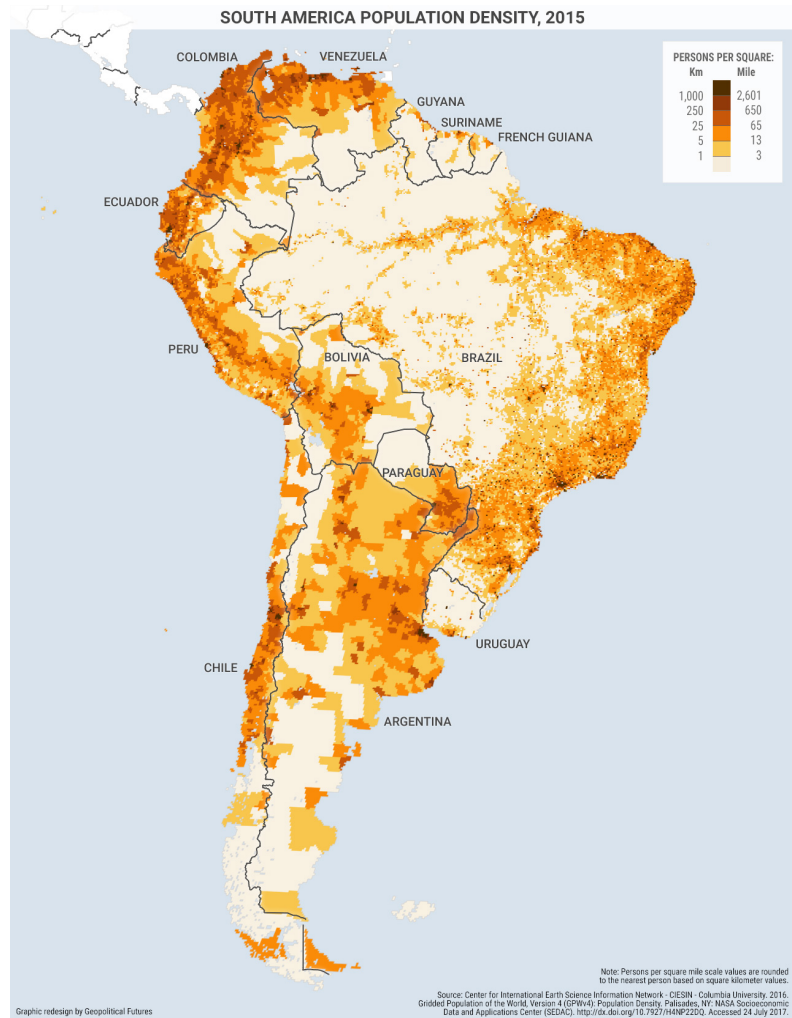 SOUTH AMERICA POPULATION DENSITY, 2015
COLOMBIA
VENEZUELA
PERSONS PER SQUARE:
Km Mile
1,000 2,601
250 650
25 65
5 13
1 3
GUYANA
SURINAME
FRENCH GUIANA
ECUADOR
PERU
BOLIVIA
BRAZIL
PARAGUAY
URUGUAY
CHILE
ARGENTINA
Note: Persons per square mile scale values are rounded
to the nearest person based on square kilometer values.
Source: Center for International Earth Science Information Network - CIESIN - Columbia University. 2016.
Gridded Population of the World, Version 4 (GPWv4): Population Density. Palisades, NY: NASA Socioeconomic
Data and Applications Center (SEDAC). http://dx.doi.org/10.7927/H4NP22DQ. Accessed 24 July 2017.
Graphic redesign by Geopolitical Futures